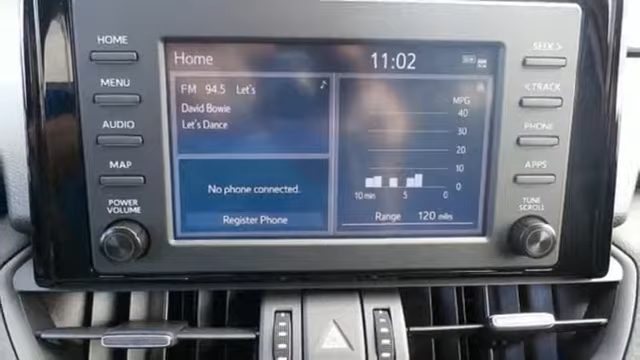 HOME
MENU
AUDIO
MAP
POWER
VOLUME
Home 11:02
FM 94.5 Let's
David Bowie
Let's Dance
No phone connected.
Register Phone
MPG
40
30
20
10
0
10 min 5 0
Range 120 miles
SEEK >
< TRACK
PHONE
APPS
TUNE
SCROLL